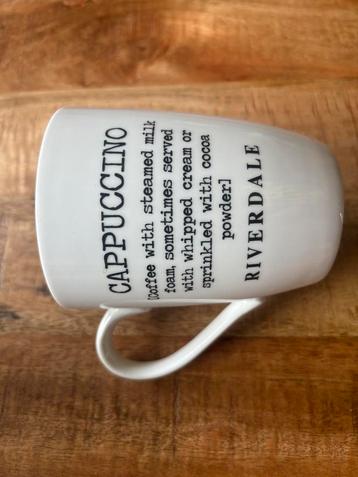 CAPPUCCINO
[Coffee with steamed milk
foam, sometimes served
with whipped cream or
sprinkled with cocoa
powder]
RIVERDALE